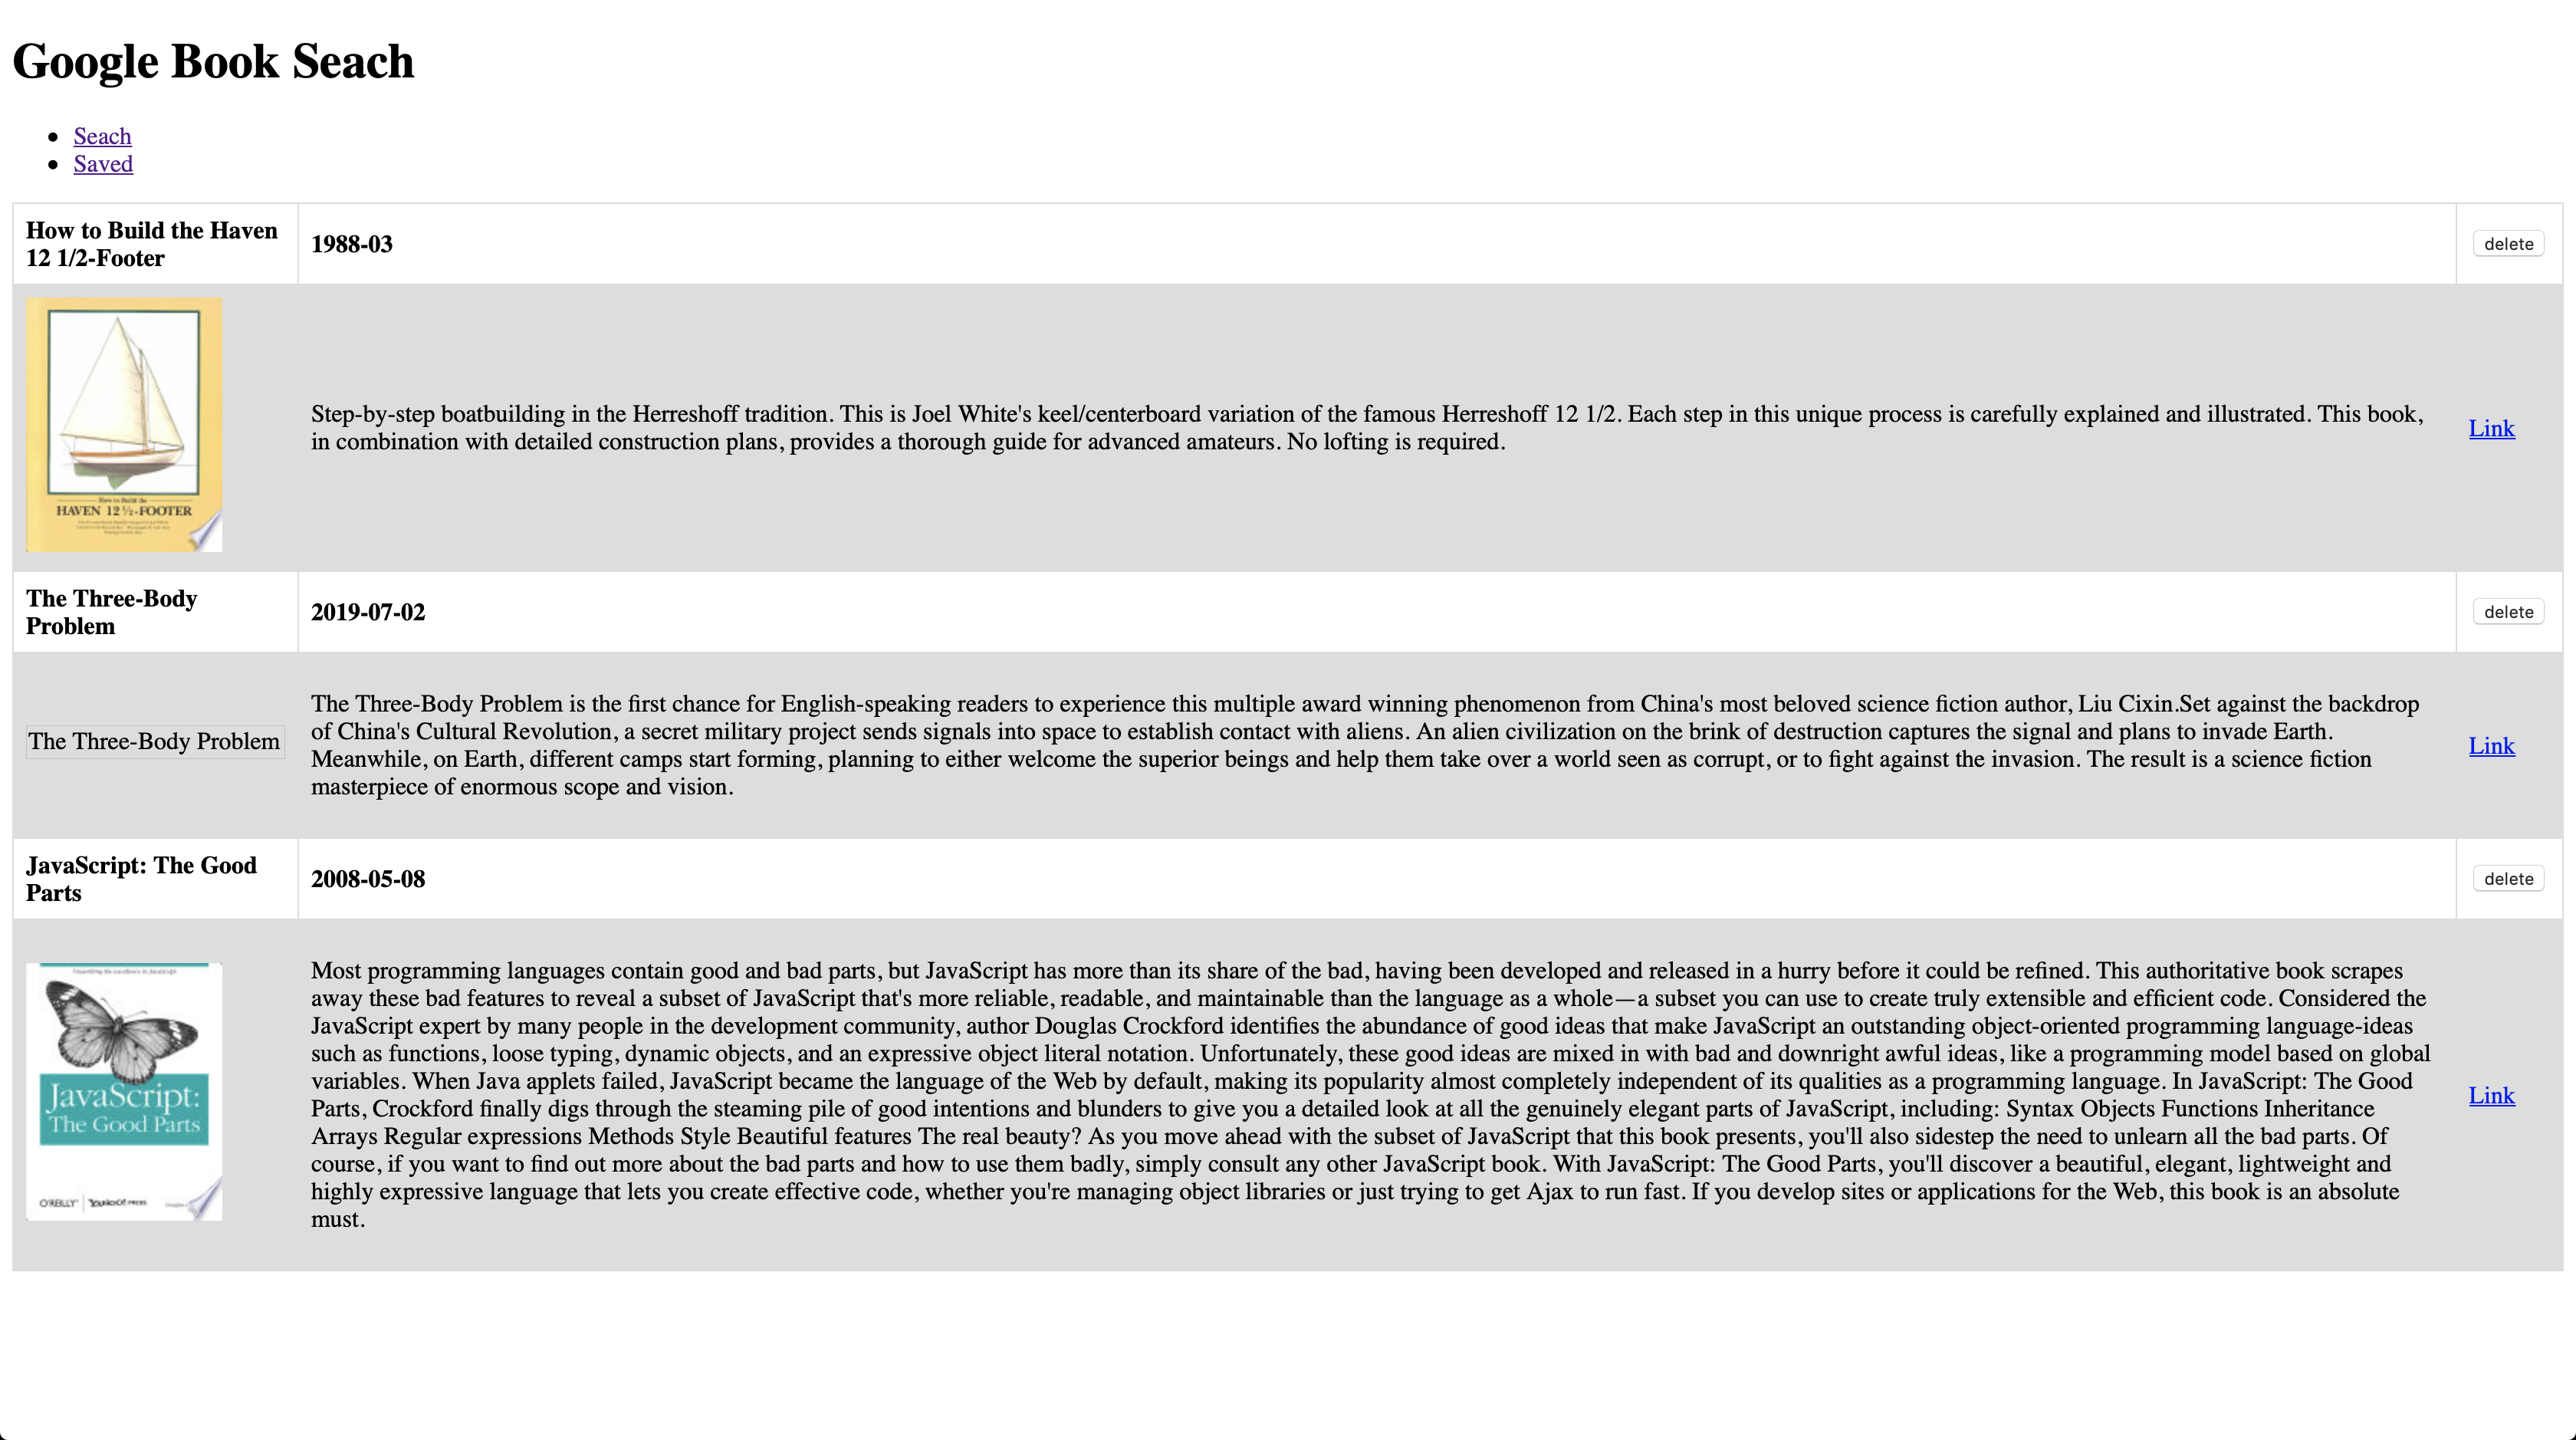 Google Book Seach
Seach
Saved
How to Build the Haven
12 1/2-Footer
1988-03
delete
How to Build the
HAVEN 12 ½-FOOTER
Step-by-step boatbuilding in the Herreshoff tradition. This is Joel White's keel/centerboard variation of the famous Herreshoff 12 1/2. Each step in this unique process is carefully explained and illustrated. This book,
in combination with detailed construction plans, provides a thorough guide for advanced amateurs. No lofting is required.
Link
The Three-Body
Problem
2019-07-02
delete
The Three-Body Problem
The Three-Body Problem is the first chance for English-speaking readers to experience this multiple award winning phenomenon from China's most beloved science fiction author, Liu Cixin.Set against the backdrop
of China's Cultural Revolution, a secret military project sends signals into space to establish contact with aliens. An alien civilization on the brink of destruction captures the signal and plans to invade Earth.
Meanwhile, on Earth, different camps start forming, planning to either welcome the superior beings and help them take over a world seen as corrupt, or to fight against the invasion. The result is a science fiction
masterpiece of enormous scope and vision.
Link
JavaScript: The Good
Parts
2008-05-08
delete
JavaScript:
The Good Parts
O'REILLY YAHOO! PRESS
Most programming languages contain good and bad parts, but JavaScript has more than its share of the bad, having been developed and released in a hurry before it could be refined. This authoritative book scrapes
away these bad features to reveal a subset of JavaScript that's more reliable, readable, and maintainable than the language as a whole—a subset you can use to create truly extensible and efficient code. Considered the
JavaScript expert by many people in the development community, author Douglas Crockford identifies the abundance of good ideas that make JavaScript an outstanding object-oriented programming language-ideas
such as functions, loose typing, dynamic objects, and an expressive object literal notation. Unfortunately, these good ideas are mixed in with bad and downright awful ideas, like a programming model based on global
variables. When Java applets failed, JavaScript became the language of the Web by default, making its popularity almost completely independent of its qualities as a programming language. In JavaScript: The Good
Parts, Crockford finally digs through the steaming pile of good intentions and blunders to give you a detailed look at all the genuinely elegant parts of JavaScript, including: Syntax Objects Functions Inheritance
Arrays Regular expressions Methods Style Beautiful features The real beauty? As you move ahead with the subset of JavaScript that this book presents, you'll also sidestep the need to unlearn all the bad parts. Of
course, if you want to find out more about the bad parts and how to use them badly, simply consult any other JavaScript book. With JavaScript: The Good Parts, you'll discover a beautiful, elegant, lightweight and
highly expressive language that lets you create effective code, whether you're managing object libraries or just trying to get Ajax to run fast. If you develop sites or applications for the Web, this book is an absolute
must.
Link